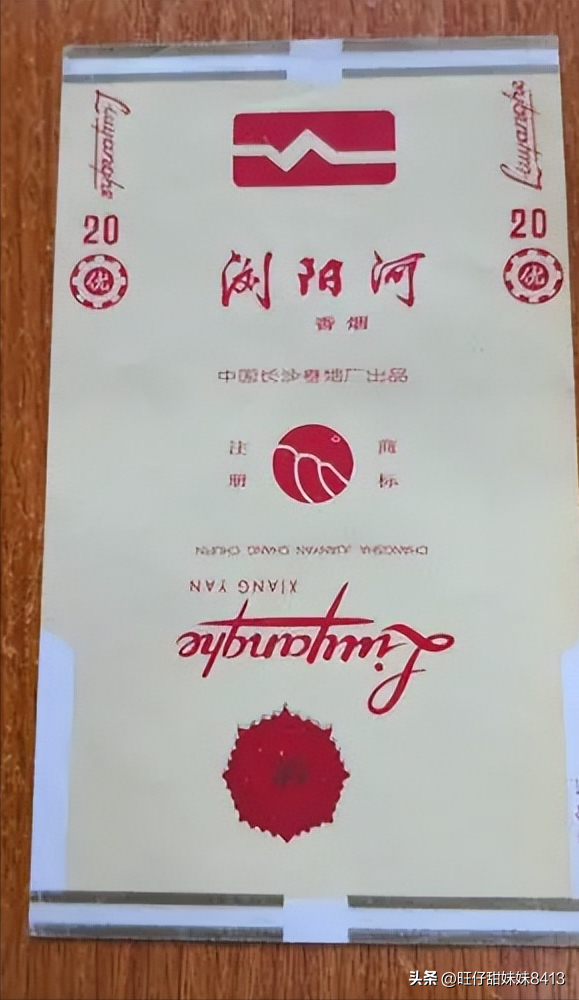 Liuyanghe
Liuyanghe
20
20
优
优
浏阳河
香烟
中国长沙卷烟厂出品
注册
商标
CHANGSHA JUANYAN CHANG CHUPIN
XIANG YAN
Liuyanghe
头条 @旺仔甜妹妹8413